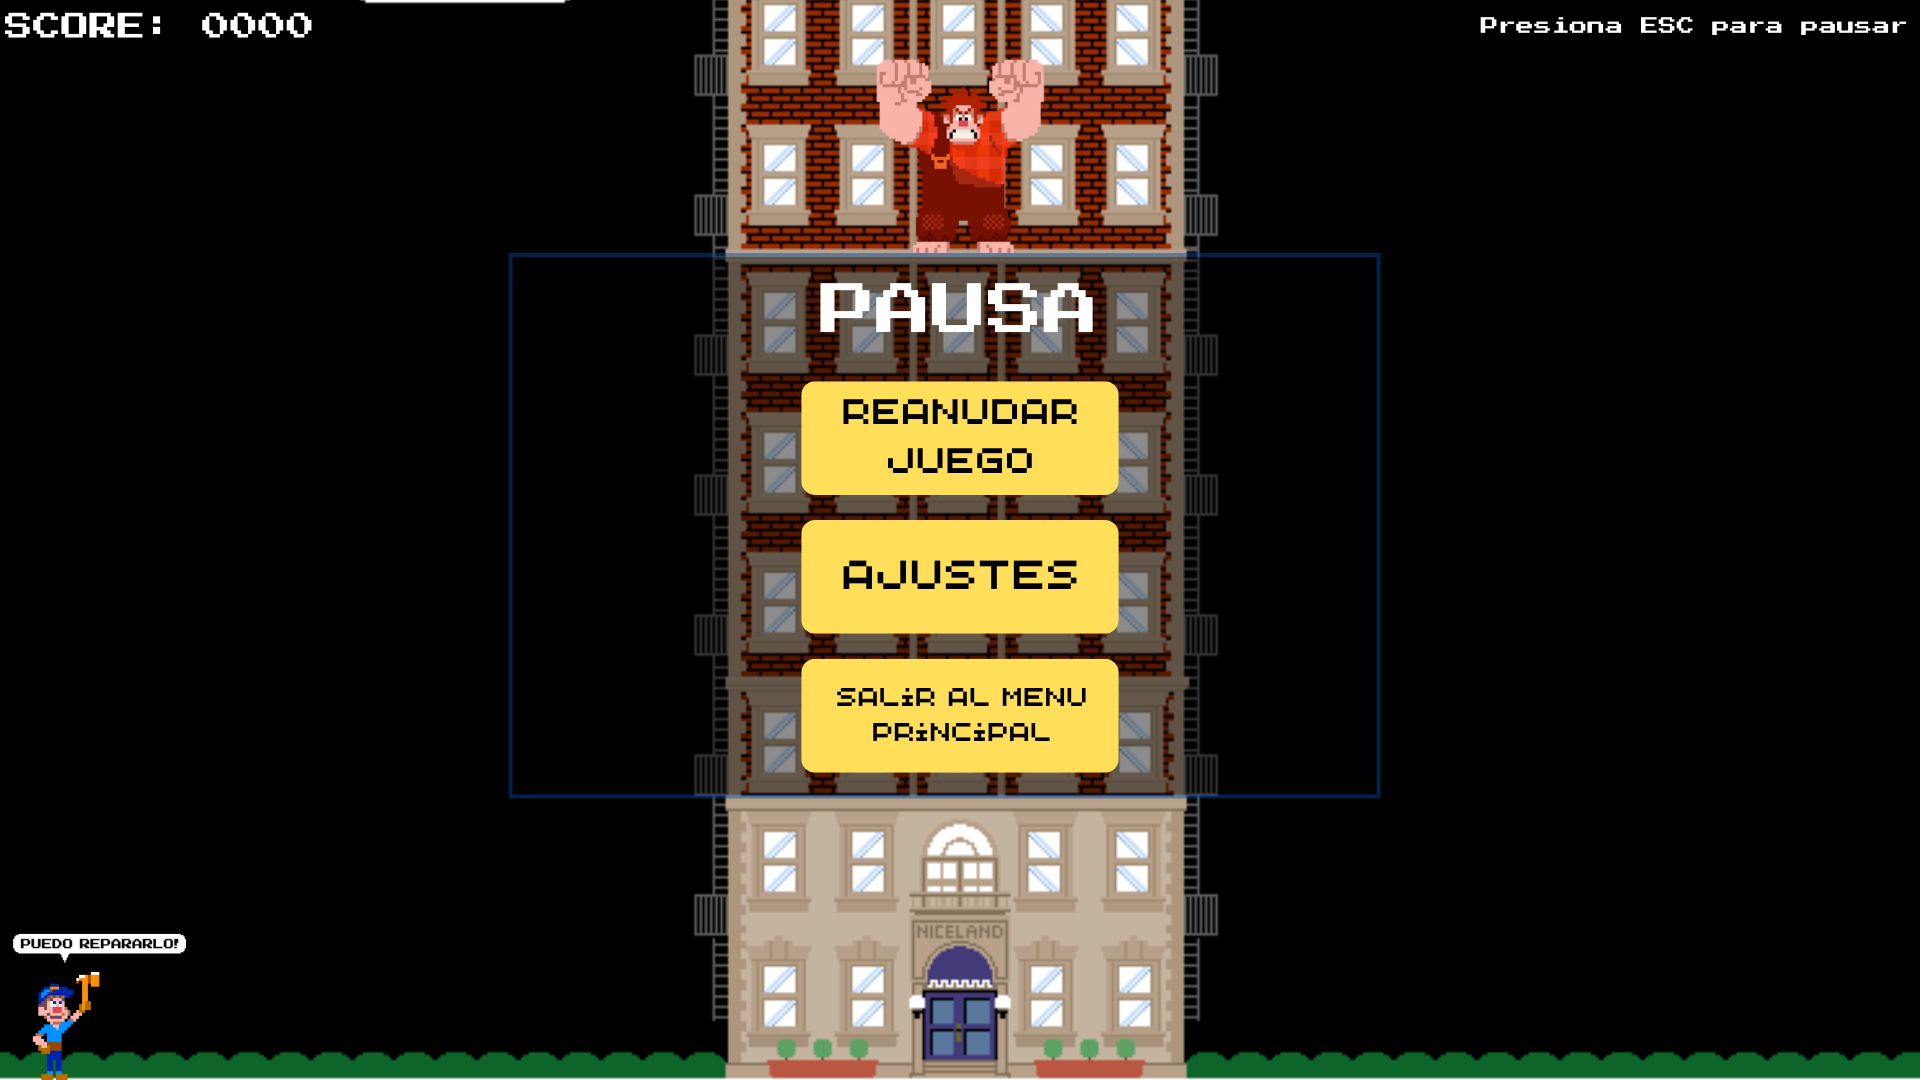 SCORE: 0000
Presiona ESC para pausar
PAUSA
REANUDAR
JUEGO
AJUSTES
SALiR AL MENU
PRiNCiPAL
NICELAND
PUEDO REPARARLO!